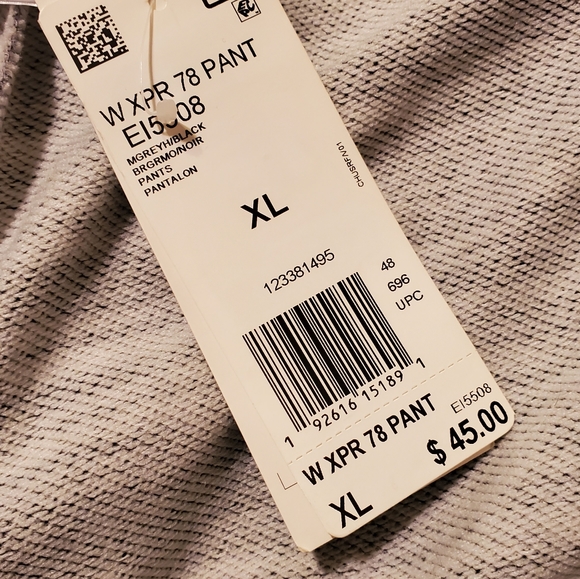 W XPR 78 PANT
EI5508
MGREYH/BLACK
BRGRMO/NOIR
PANTS
PANTALON
XL
123381495
48
696
UPC
1 92616 15189 1
W XPR 78 PANT
EI5508
XL
$ 45.00